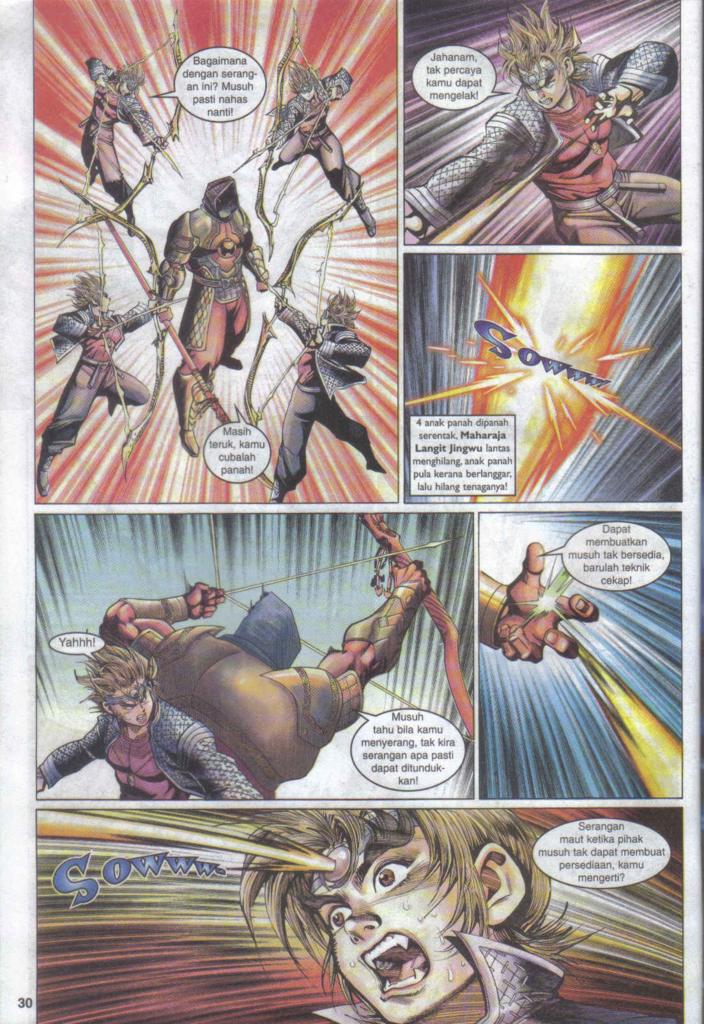 Bagaimana
dengan serang-
an ini? Musuh
pasti nahas
nanti!
Masih
teruk, kamu
cubalah
panah!
Jahanam,
tak percaya
kamu dapat
mengelak!
SOWWW!
4 anak panah dipanah
serentak, Maharaja
Langit Jingwu lantas
menghilang, anak panah
pula kerana berlanggar,
lalu hilang tenaganya!
Yahhh!
Musuh
tahu bila kamu
menyerang, tak kira
serangan apa pasti
dapat ditunduk-
kan!
Dapat
membuatkan
musuh tak bersedia,
barulah teknik
cekap!
SOWWW..
Serangan
maut ketika pihak
musuh tak dapat membuat
persediaan, kamu
mengerti?
30